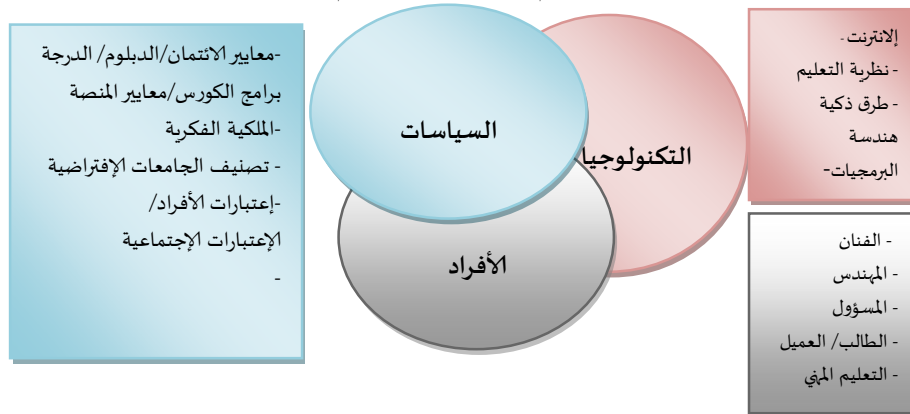 إلانترنت -
- نظرية التعليم
- طرق ذكية
هندسة
البرمجيات-
السياسات
التكنولوجيا
الأفراد
-معايير الائتمان/الدبلوم/ الدرجة
برامج الكورس/معايير المنصة
-الملكية الفكرية
- تصنيف الجامعات الإفتراضية
-إعتبارات الأفراد/
الإعتبارات الإجتماعية
-
- الفنان
- المهندس
- المسؤول
- الطالب/ العميل
- التعليم المهني